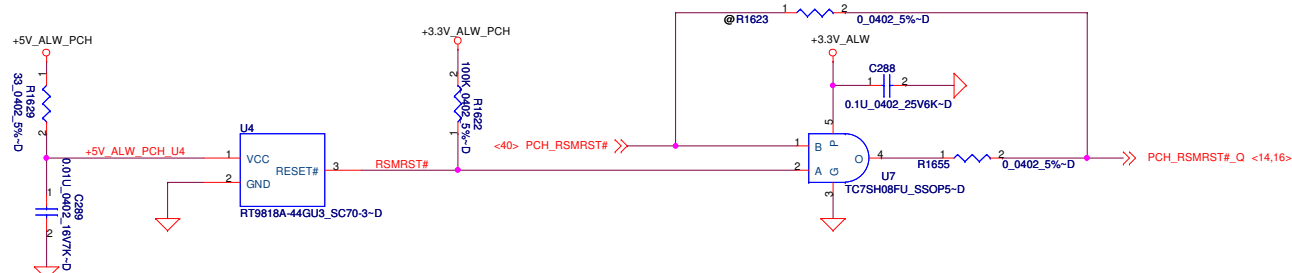 @R1623
1
2
0_0402_5%~D
+5V_ALW_PCH
1
R1629
33_0402_5%~D
2
+5V_ALW_PCH_U4
1
C289
0.01U_0402_16V7K~D
2
U4
1
VCC
2
GND
RESET#
3
RT9818A-44GU3_SC70-3~D
RSMRST#
+3.3V_ALW_PCH
2
R1622
100K_0402_5%~D
1
<40> PCH_RSMRST#
+3.3V_ALW
C288
1
2
0.1U_0402_25V6K~D
5
P
1
B
2
A
G
O
4
3
U7
TC7SH08FU_SSOP5~D
R1655
1
2
0_0402_5%~D
PCH_RSMRST#_Q <14,16>